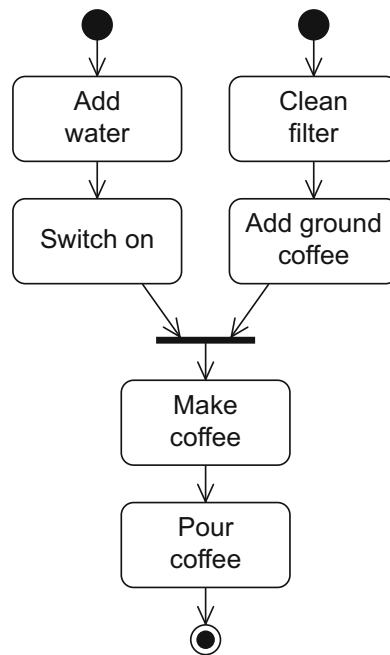 Add
water
Clean
filter
Switch on
Add ground
coffee
Make
coffee
Pour
coffee